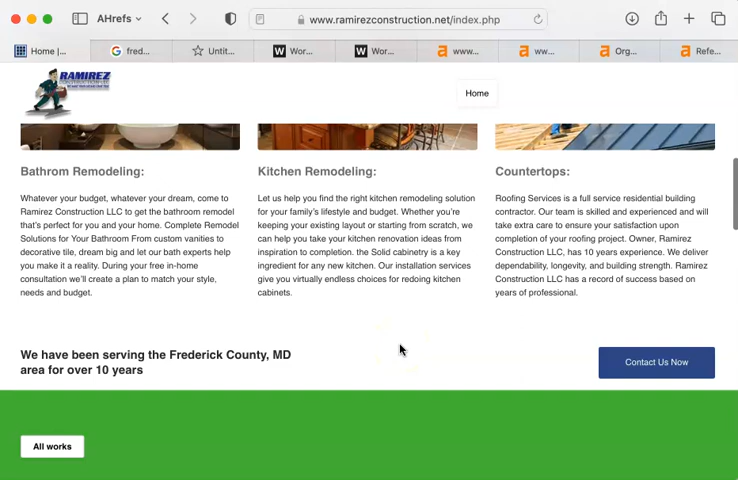 AHrefs
www.ramirezconstruction.net/index.php
Home |...
fred...
Untit...
W Wor...
W Wor...
a www...
a ww...
a Org...
a Refe...
RAMIREZ
Home
Bathrom Remodeling:
Whatever your budget, whatever your dream, come to
Ramirez Construction LLC to get the bathroom remodel
that's perfect for you and your home. Complete Remodel
Solutions for Your Bathroom From custom vanities to
decorative tile, dream big and let our bath experts help
you make it a reality. During your free in-home
consultation we'll create a plan to match your style,
needs and budget.
Kitchen Remodeling:
Let us help you find the right kitchen remodeling solution
for your family's lifestyle and budget. Whether you're
keeping your existing layout or starting from scratch, we
can help you take your kitchen renovation ideas from
inspiration to completion. the Solid cabinetry is a key
ingredient for any new kitchen. Our installation services
give you virtually endless choices for redoing kitchen
cabinets.
Countertops:
Roofing Services is a full service residential building
contractor. Our team is skilled and experienced and will
take extra care to ensure your satisfaction upon
completion of your roofing project. Owner, Ramirez
Construction LLC, has 10 years experience. We deliver
dependability, longevity, and building strength. Ramirez
Construction LLC has a record of success based on
years of professional.
We have been serving the Frederick County, MD
area for over 10 years
Contact Us Now
All works